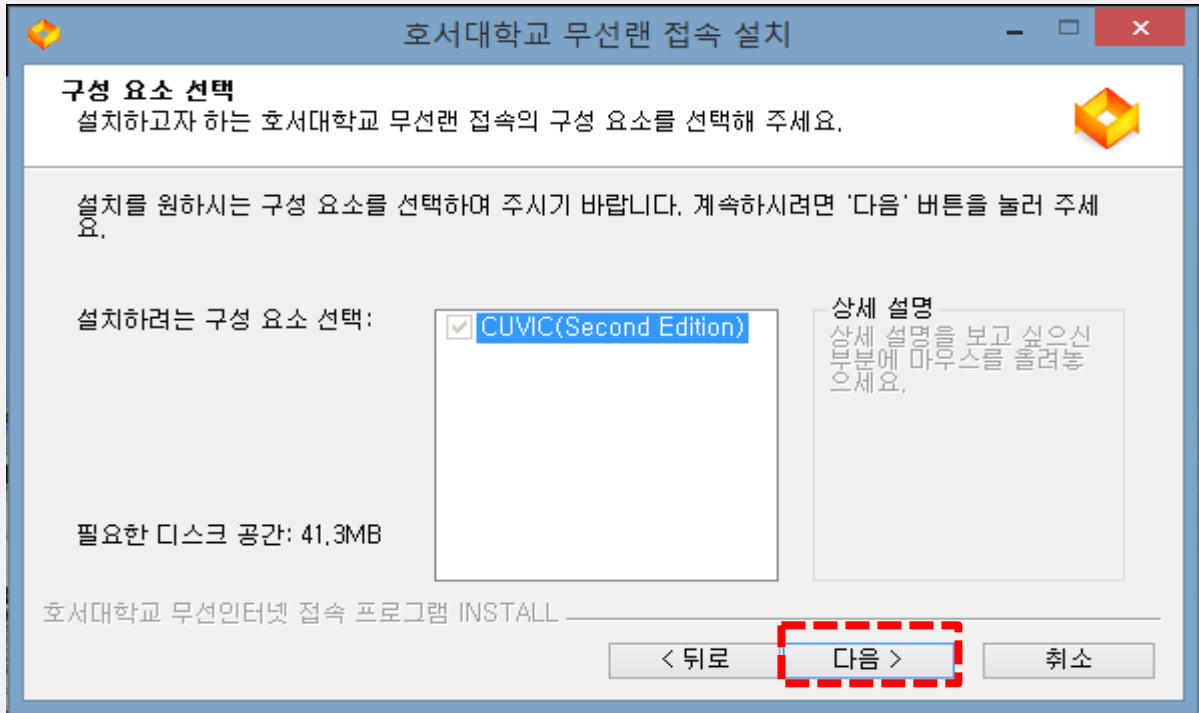 호서대학교 무선랜 접속 설치
구성 요소 선택
설치하고자 하는 호서대학교 무선랜 접속의 구성 요소를 선택해 주세요.
설치를 원하시는 구성 요소를 선택하여 주시기 바랍니다. 계속하시려면 '다음' 버튼을 눌러 주세
요.
설치하려는 구성 요소 선택:
CUVIC(Second Edition)
상세 설명
상세 설명을 보고 싶으신
부분에 마우스를 올려놓
으세요.
필요한 디스크 공간: 41.3MB
호서대학교 무선인터넷 접속 프로그램 INSTALL
< 뒤로
다음 >
취소